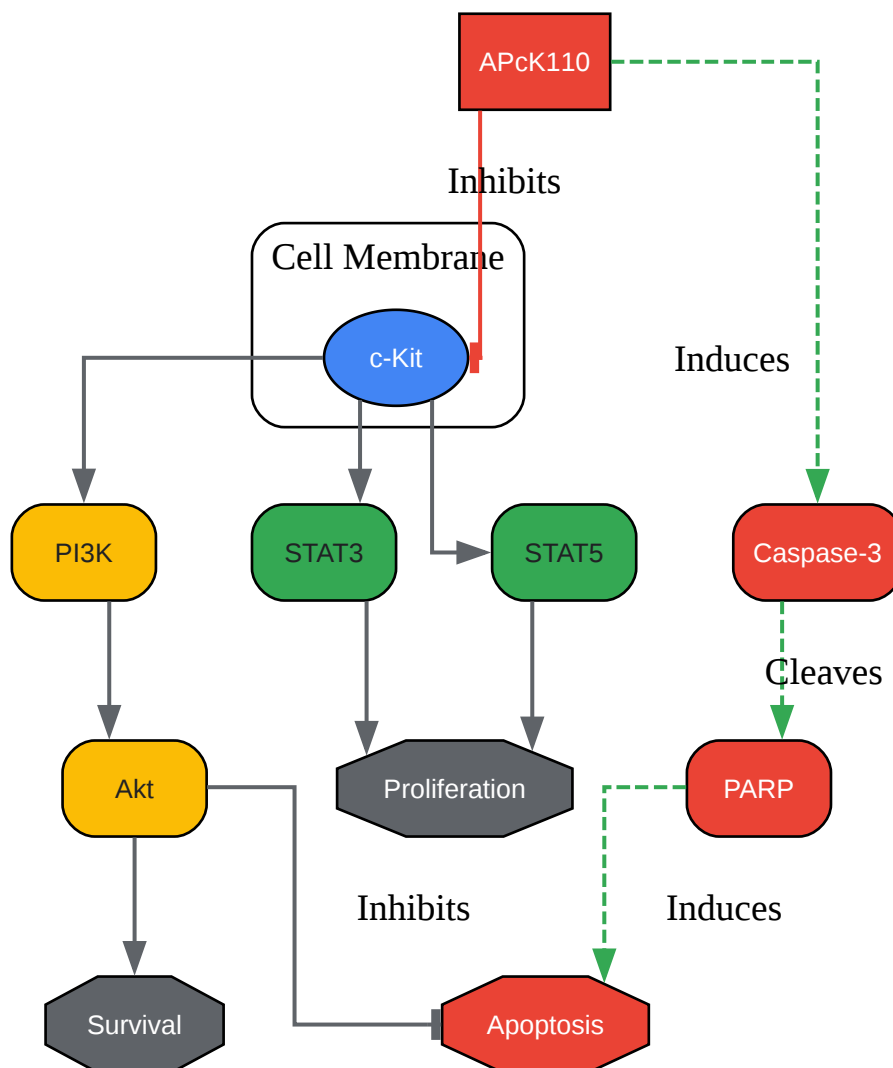 APcK110
Inhibits
Cell Membrane
c-Kit
Induces
PI3K
STAT3
STAT5
Caspase-3
Cleaves
Akt
Proliferation
PARP
Inhibits
Induces
Survival
Apoptosis